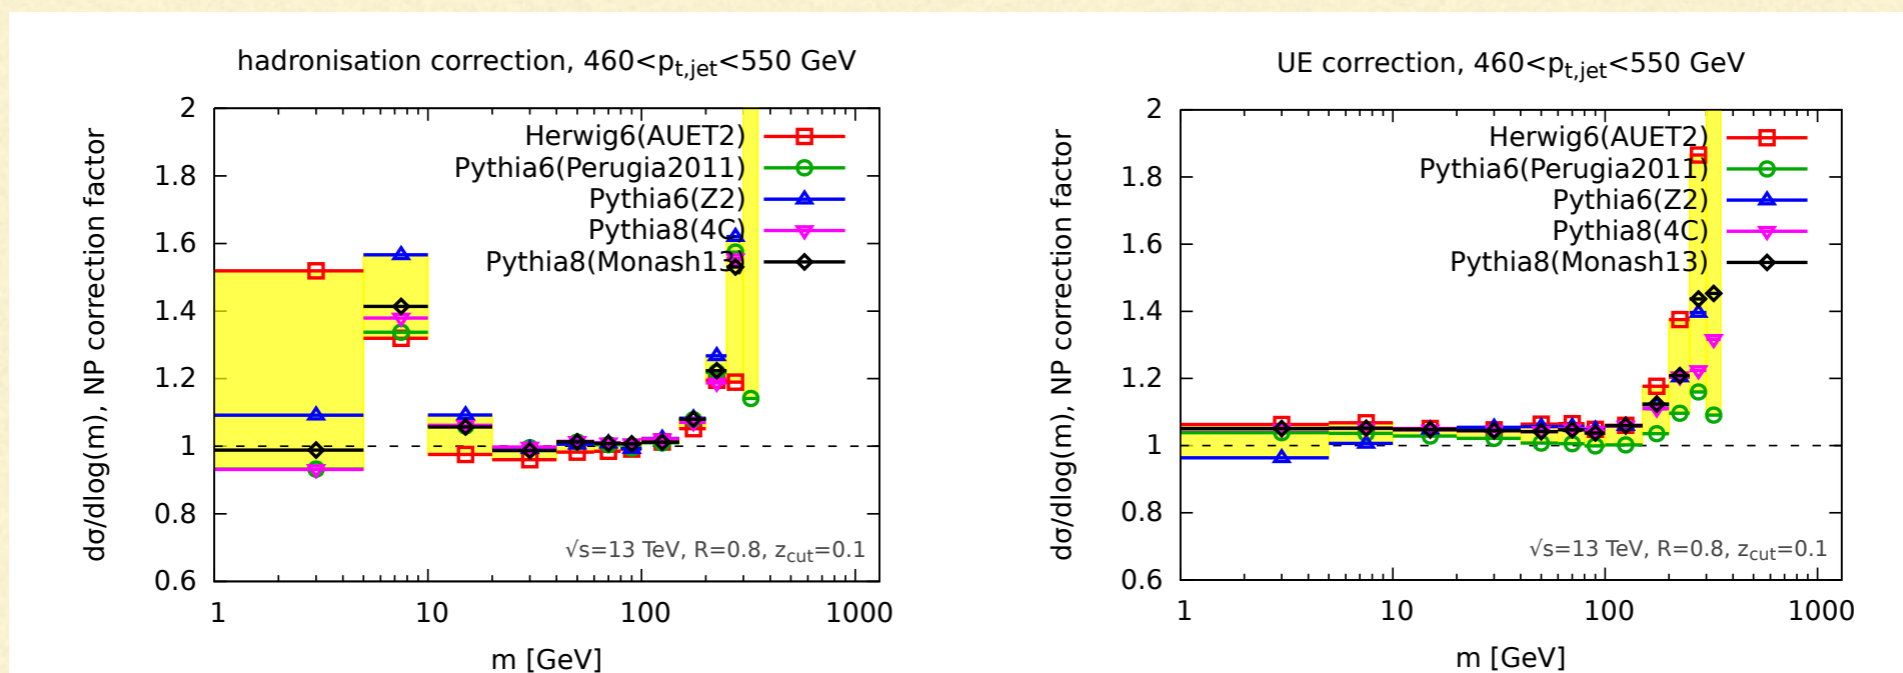 hadronisation correction, 460<p_t,jet<550 GeV
dσ/dlog(m), NP correction factor
2
1.8
1.6
1.4
1.2
1
0.8
0.6
Herwig6(AUET2)
Pythia6(Perugia2011)
Pythia6(Z2)
Pythia8(4C)
Pythia8(Monash13)
√s=13 TeV, R=0.8, z_cut=0.1
1 10 100 1000
m [GeV]
UE correction, 460<p_t,jet<550 GeV
dσ/dlog(m), NP correction factor
2
1.8
1.6
1.4
1.2
1
0.8
0.6
Herwig6(AUET2)
Pythia6(Perugia2011)
Pythia6(Z2)
Pythia8(4C)
Pythia8(Monash13)
√s=13 TeV, R=0.8, z_cut=0.1
1 10 100 1000
m [GeV]